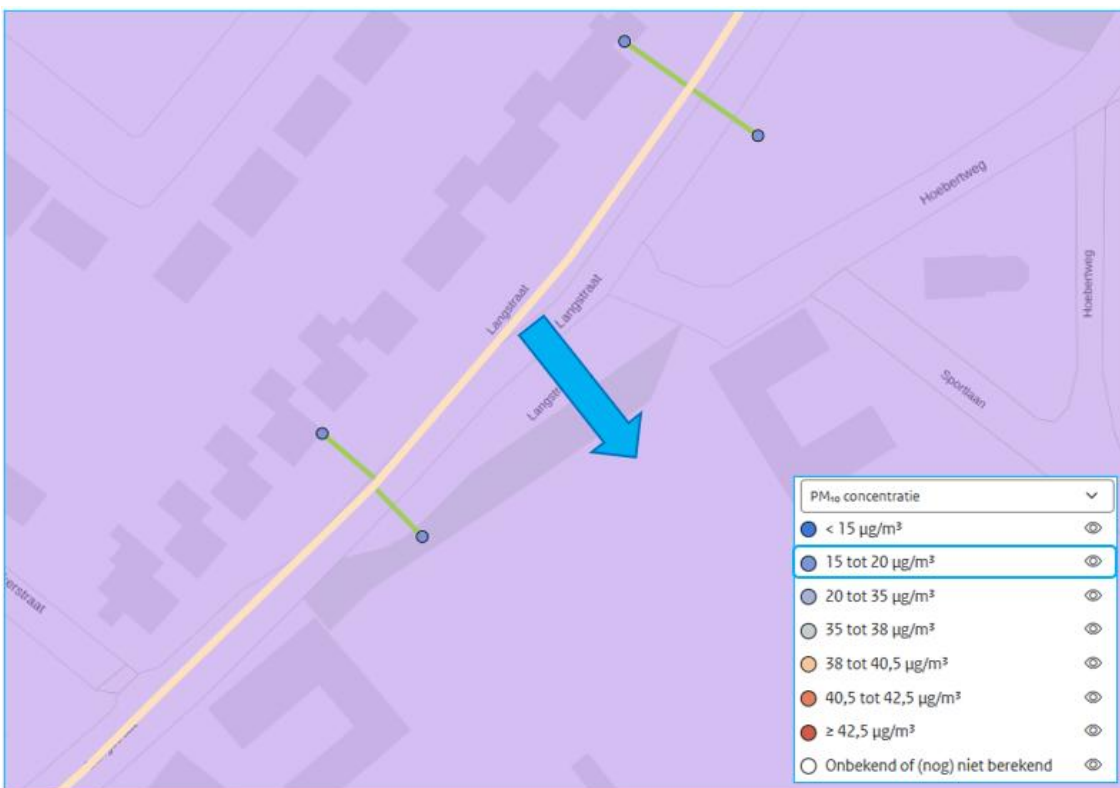 Hoebertweg
Langstraat
Langstraat
Hoebertweg
Sportlaan
PM₁₀ concentratie
< 15 µg/m³
15 tot 20 µg/m³
20 tot 35 µg/m³
35 tot 38 µg/m³
38 tot 40,5 µg/m³
40,5 tot 42,5 µg/m³
≥ 42,5 µg/m³
Onbekend of (nog) niet berekend